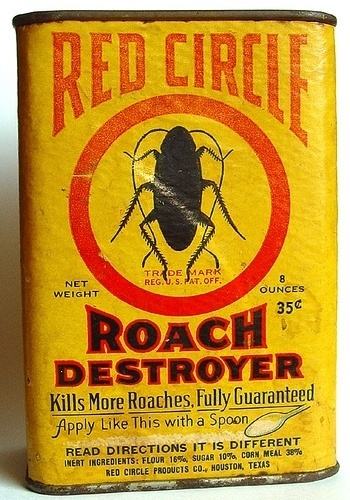 RED CIRCLE
TRADE MARK
REG. U.S. PAT. OFF.
NET WEIGHT
8 OUNCES
35¢
ROACH
DESTROYER
Kills More Roaches, Fully Guaranteed
Apply Like This with a Spoon
READ DIRECTIONS IT IS DIFFERENT
INERT INGREDIENTS: FLOUR 16%, SUGAR 10%, CORN MEAL 38%
RED CIRCLE PRODUCTS CO., HOUSTON, TEXAS